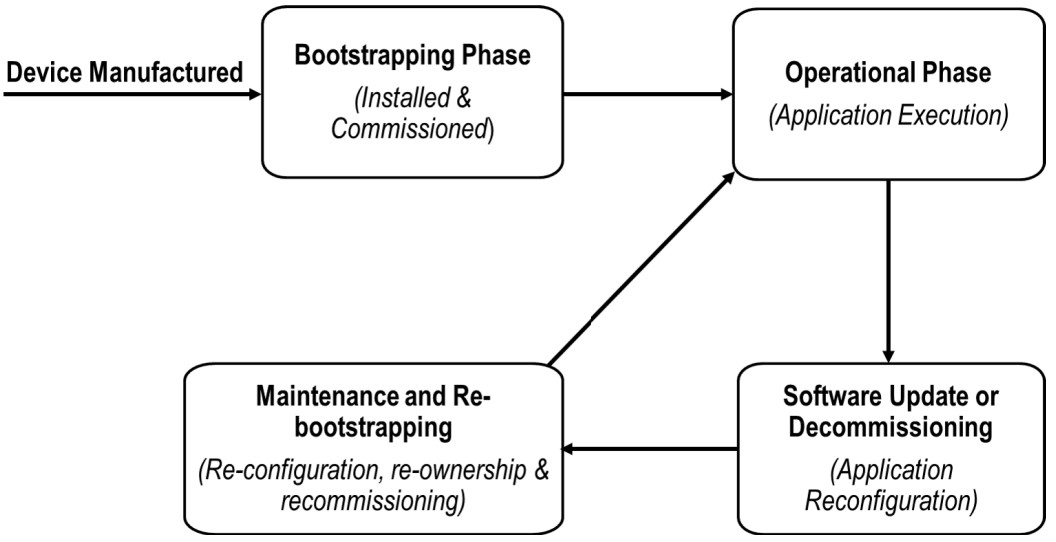 Device Manufactured
Bootstrapping Phase
(Installed &
Commissioned)
Operational Phase
(Application Execution)
Maintenance and Re-
bootstrapping
(Re-configuration, re-ownership &
recommissioning)
Software Update or
Decommissioning
(Application
Reconfiguration)